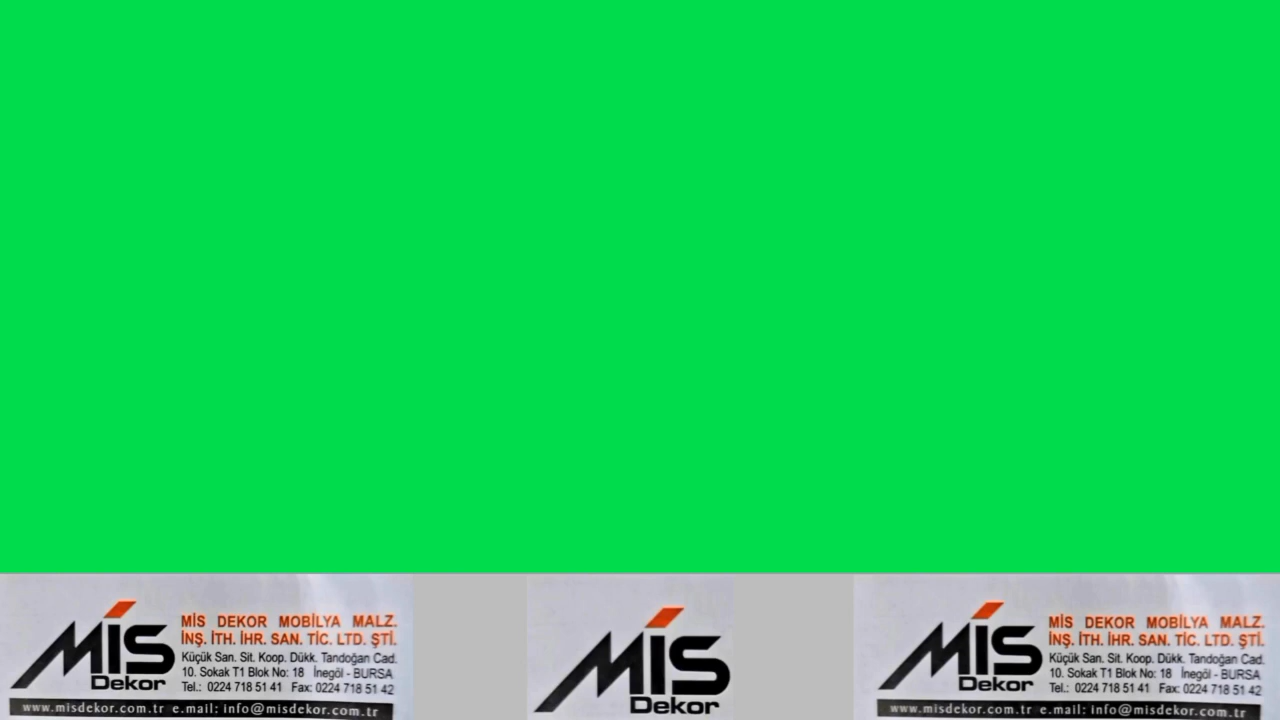 MİS
Dekor
MİS DEKOR MOBİLYA MALZ.
İNŞ. İTH. İHR. SAN. TİC. LTD. ŞTİ.
Küçük San. Sit. Koop. Dükk. Tandoğan Cad.
10. Sokak T1 Blok No: 18 İnegöl - BURSA
Tel.: 0224 718 51 41 Fax: 0224 718 51 42
www.misdekor.com.tr e.mail: info@misdekor.com.tr
MİS
Dekor
MİS
Dekor
MİS DEKOR MOBİLYA MALZ.
İNŞ. İTH. İHR. SAN. TİC. LTD. ŞTİ.
Küçük San. Sit. Koop. Dükk. Tandoğan Cad.
10. Sokak T1 Blok No: 18 İnegöl - BURSA
Tel.: 0224 718 51 41 Fax: 0224 718 51 42
www.misdekor.com.tr e.mail: info@misdekor.com.tr